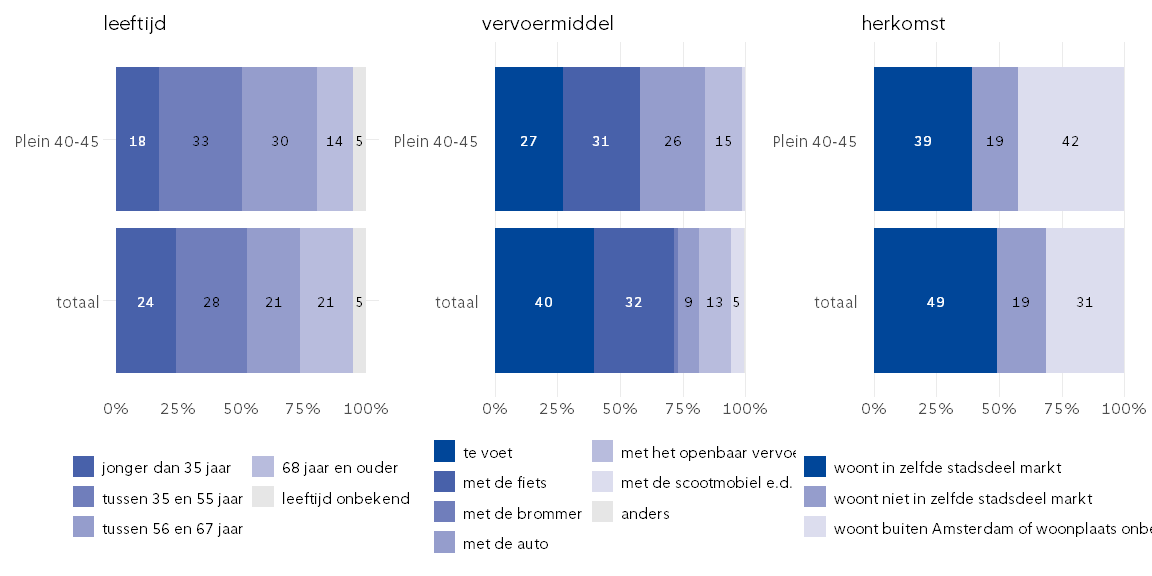 leeftijd
vervoermiddel
herkomst
Plein 40-45 18 33 30 14 5
Plein 40-45 27 31 26 15
Plein 40-45 39 19 42
totaal 24 28 21 21 5
totaal 40 32 9 13 5
totaal 49 19 31
0% 25% 50% 75% 100%
0% 25% 50% 75% 100%
0% 25% 50% 75% 100%
jonger dan 35 jaar
tussen 35 en 55 jaar
tussen 56 en 67 jaar
68 jaar en ouder
leeftijd onbekend
te voet
met de fiets
met de brommer
met de auto
met het openbaar vervoe
met de scootmobiel e.d.
anders
woont in zelfde stadsdeel markt
woont niet in zelfde stadsdeel markt
woont buiten Amsterdam of woonplaats onbe